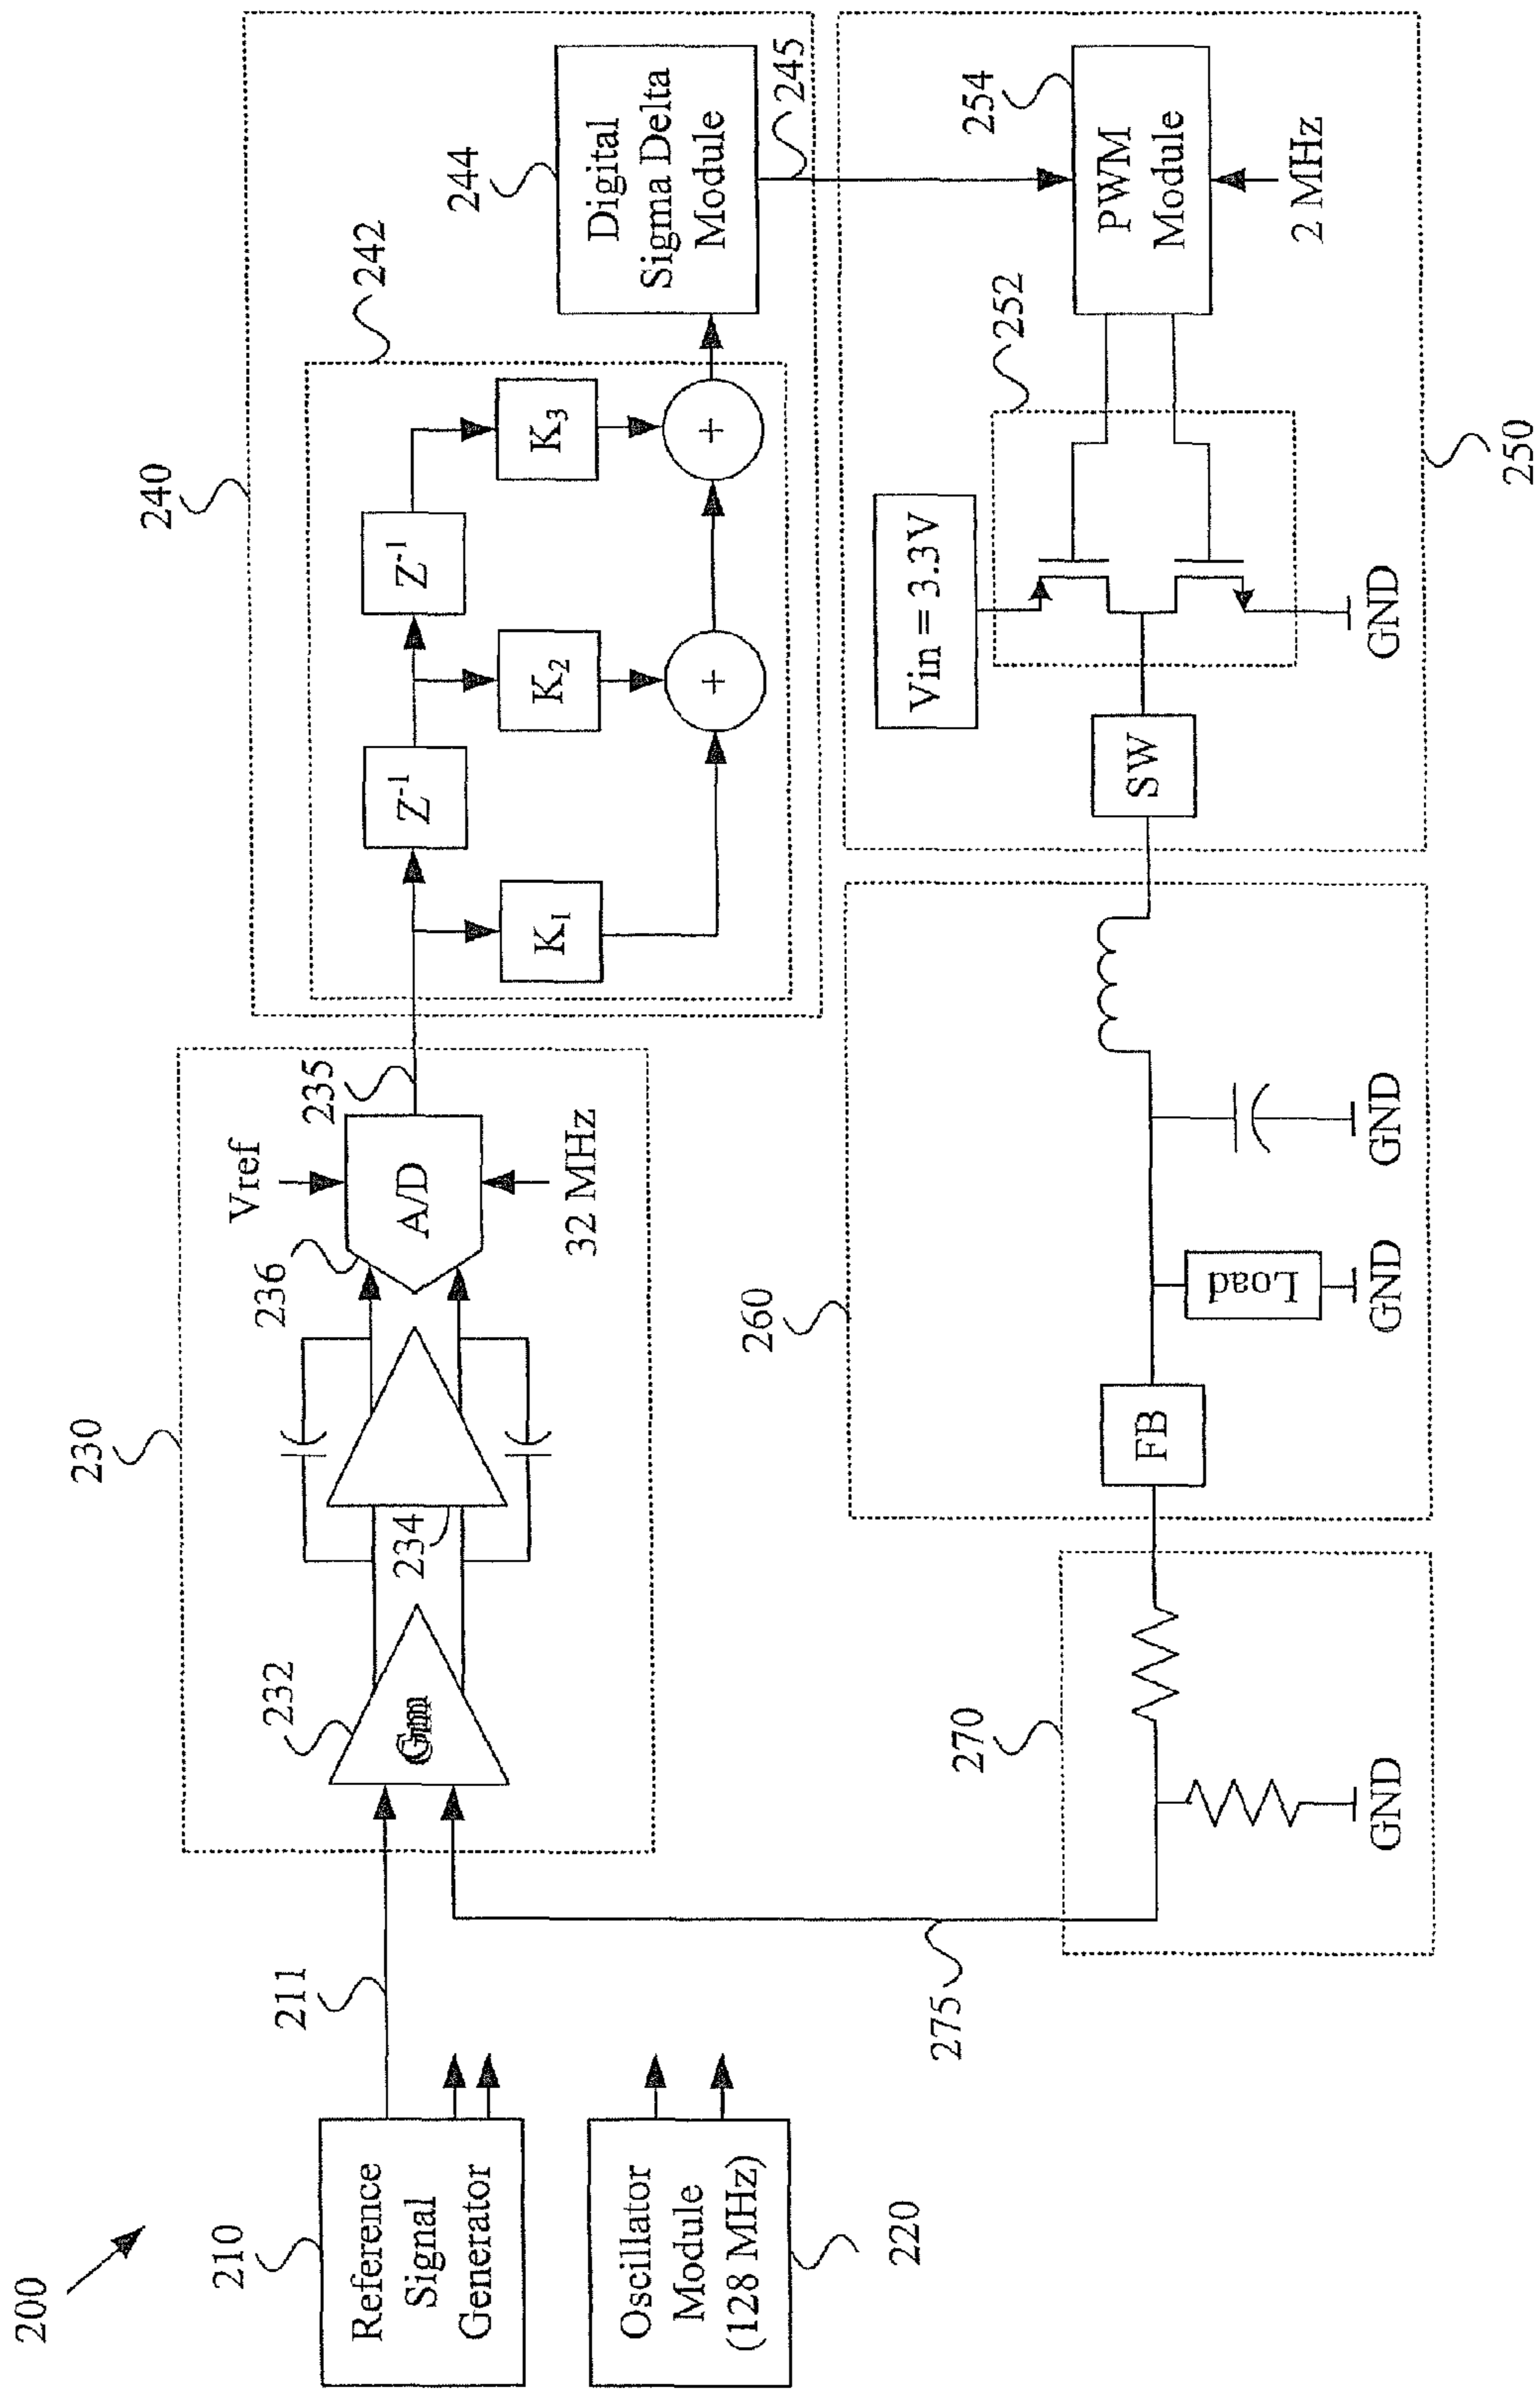 200
210
Reference
Signal
Generator
211
Oscillator
Module
(128 MHz)
220
230
232
Gm
234
236
Vref
A/D
32 MHz
235
240
242
Z-1
Z-1
K1
K2
K3
+
+
244
Digital
Sigma Delta
Module
245
250
252
254
PWM
Module
2 MHz
Vin = 3.3V
GND
SW
260
GND
Load
GND
FB
270
GND
275